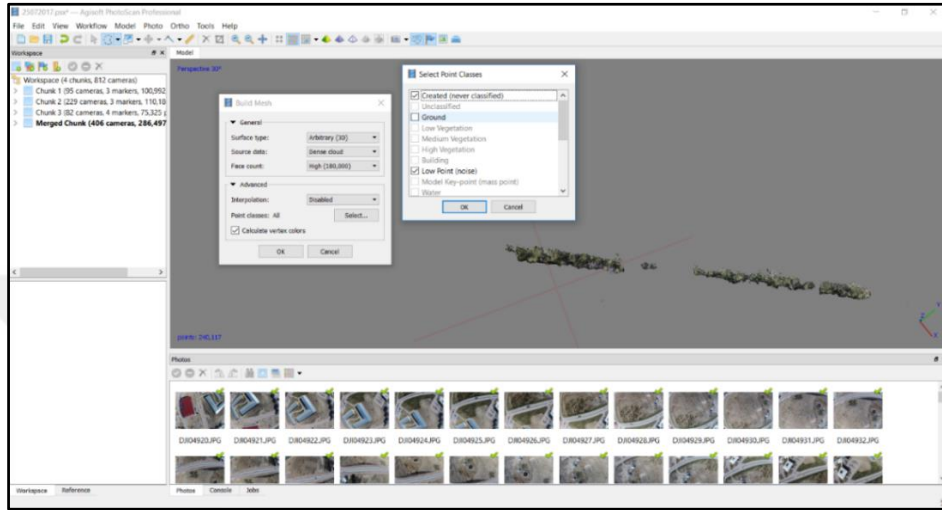 25072017.psx* — Agisoft PhotoScan Professional
File Edit View Workflow Model Photo Ortho Tools Help
Workspace
Model
Workspace (4 chunks, 812 cameras)
Chunk 1 (95 cameras, 3 markers, 100,992
Chunk 2 (229 cameras, 3 markers, 110,10
Chunk 3 (82 cameras, 4 markers, 75,325 p
Merged Chunk (406 cameras, 286,497
Perspective 30°
Build Mesh
General
Surface type: Arbitrary (3D)
Source data: Dense cloud
Face count: High (180,000)
Advanced
Interpolation: Disabled
Point classes: All Select...
Calculate vertex colors
OK Cancel
Select Point Classes
Created (never classified)
Unclassified
Ground
Low Vegetation
Medium Vegetation
High Vegetation
Building
Low Point (noise)
Model Key-point (mass point)
Water
OK Cancel
points: 240,117
Z Y X
Photos
DJI04920.JPG DJI04921.JPG DJI04922.JPG DJI04923.JPG DJI04924.JPG DJI04925.JPG DJI04926.JPG DJI04927.JPG DJI04928.JPG DJI04929.JPG DJI04930.JPG DJI04931.JPG DJI04932.JPG
Workspace Reference
Photos Console Jobs